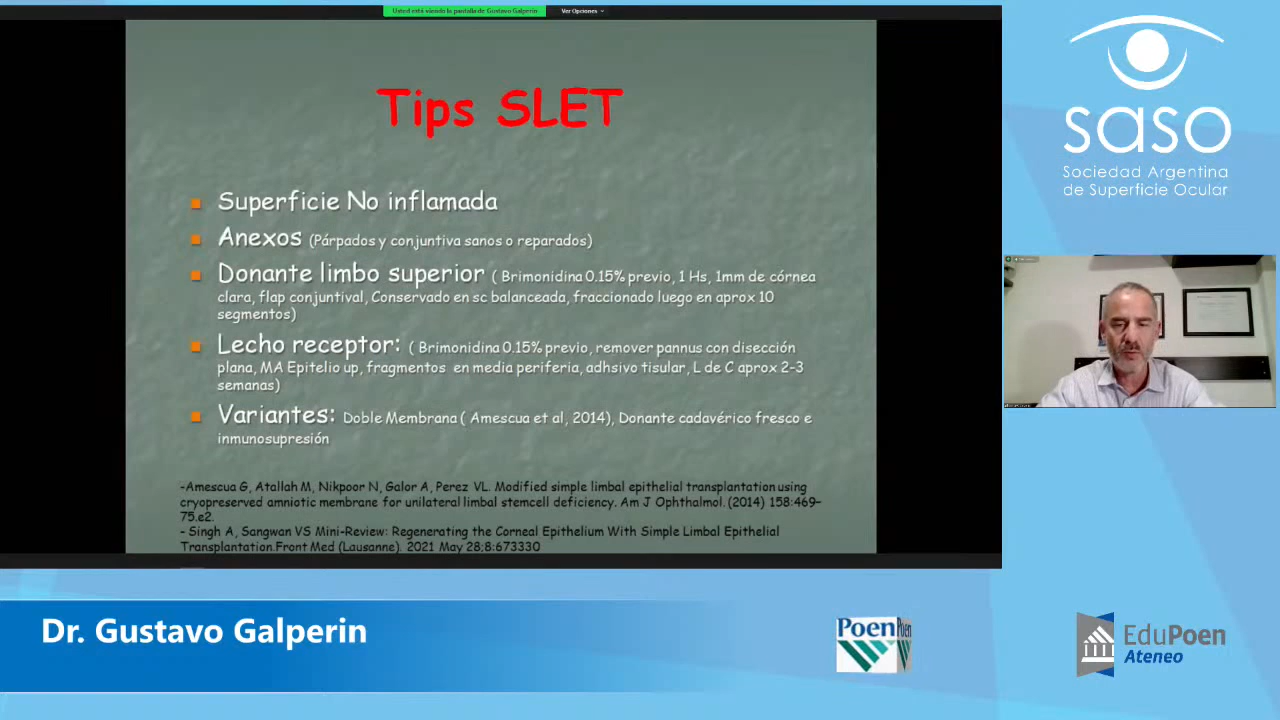 Usted está viendo la pantalla de Gustavo Galperin
Ver Opciones
Tips SLET
Superficie No inflamada
Anexos (Párpados y conjuntiva sanos o reparados)
Donante limbo superior ( Brimonidina 0.15% previo, 1 Hs, 1mm de córnea
clara, flap conjuntival, Conservado en sc balanceada, fraccionado luego en aprox 10
segmentos)
Lecho receptor: ( Brimonidina 0.15% previo, remover pannus con disección
plana, MA Epitelio up, fragmentos en media periferia, adhsivo tisular, L de C aprox 2-3
semanas)
Variantes: Doble Membrana ( Amescua et al, 2014), Donante cadavérico fresco e
inmunosupresión
-Amescua G, Atallah M, Nikpoor N, Galor A, Perez VL. Modified simple limbal epithelial transplantation using
cryopreserved amniotic membrane for unilateral limbal stemcell deficiency. Am J Ophthalmol. (2014) 158:469–
75.e2.
- Singh A, Sangwan VS Mini-Review: Regenerating the Corneal Epithelium With Simple Limbal Epithelial
Transplantation.Front Med (Lausanne). 2021 May 28;8:673330
saso
Sociedad Argentina
de Superficie Ocular
Dr. Gustavo Galperin
Poen
Poen
EduPoen
Ateneo